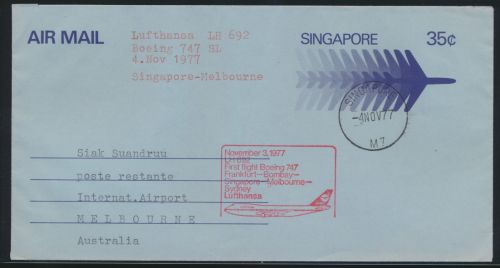 AIR MAIL
Lufthansa LH 692
Boeing 747 SL
4.Nov 1977
Singapore-Melbourne
SINGAPORE 35¢
SINGAPORE
-4NOV77
M7
November 3, 1977
LH 692
First flight Boeing 747
Frankfurt-Bombay-
Singapore-Melbourne-
Sydney
Lufthansa
Siak Suandruu
poste restante
Internat.Airport
MELBOURNE
Australia